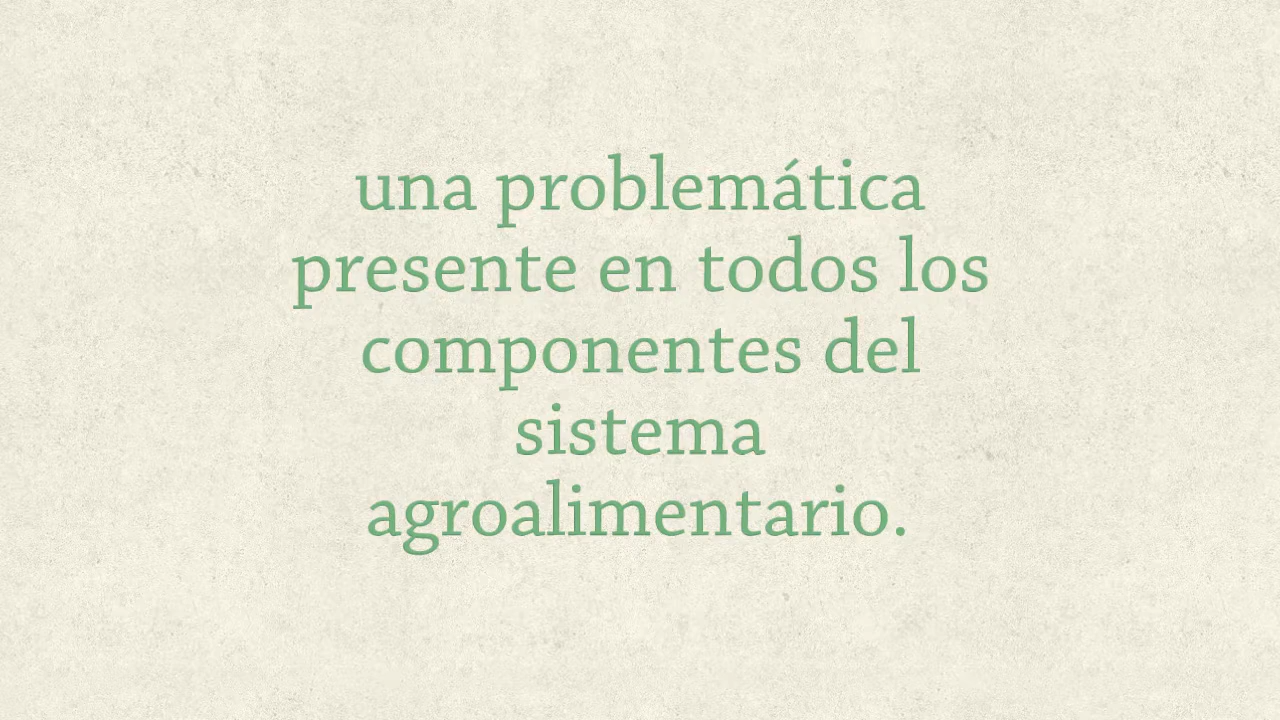 una problemática
presente en todos los
componentes del
sistema
agroalimentario.